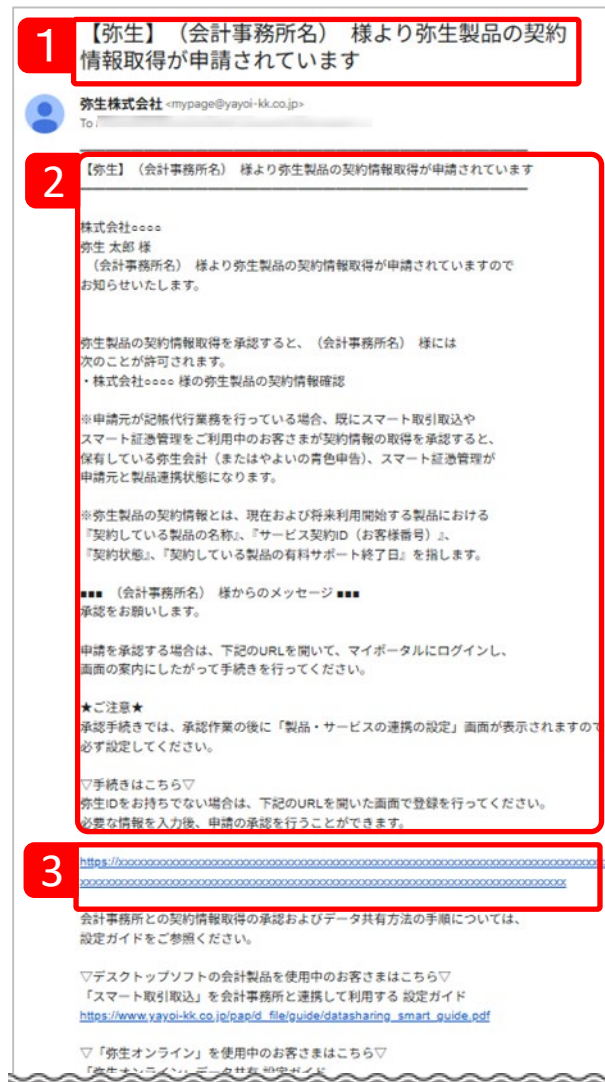 1
【弥生】（会計事務所名） 様より弥生製品の契約
情報取得が申請されています
弥生株式会社 <mypage@yayoi-kk.co.jp>
To
2
【弥生】（会計事務所名） 様より弥生製品の契約情報取得が申請されています
株式会社○○○○
弥生 太郎 様
（会計事務所名） 様より弥生製品の契約情報取得が申請されていますので
お知らせいたします。
弥生製品の契約情報取得を承認すると、（会計事務所名） 様には
次のことが許可されます。
・株式会社○○○○ 様の弥生製品の契約情報確認
※申請元が記帳代行業務を行っている場合、既にスマート取引取込や
スマート証憑管理をご利用中のお客さまが契約情報の取得を承認すると、
保有している弥生会計（またはやよいの青色申告）、スマート証憑管理が
申請元と製品連携状態になります。
※弥生製品の契約情報とは、現在および将来利用開始する製品における
『契約している製品の名称』、『サービス契約ID（お客様番号）』、
『契約状態』、『契約している製品の有料サポート終了日』を指します。
■■■ （会計事務所名） 様からのメッセージ ■■■
承認をお願いします。
申請を承認する場合は、下記のURLを開いて、マイポータルにログインし、
画面の案内にしたがって手続きを行ってください。
★ご注意★
承認手続きでは、承認作業の後に「製品・サービスの連携の設定」画面が表示されますので
必ず設定してください。
▽手続きはこちら▽
弥生IDをお持ちでない場合は、下記のURLを開いた画面で登録を行ってください。
必要な情報を入力後、申請の承認を行うことができます。
3
https://xxxxxxxxxxxxxxxxxxxxxxxxxxxxxxxxxxxxxxxxxxxxxxxxxxxxxxxxxxxxxxxxxxxxxxxx
xxxxxxxxxxxxxxxxxxxxxxxxxxxxxxxxxxxxxxxxxxxxxxxxxxxxxxxxxxxxxxxxxxxxxxxx
会計事務所との契約情報取得の承認およびデータ共有方法の手順については、
設定ガイドをご参照ください。
▽デスクトップソフトの会計製品を使用中のお客さまはこちら▽
「スマート取引取込」を会計事務所と連携して利用する 設定ガイド
https://www.yayoi-kk.co.jp/pap/d_file/guide/datasharing_smart_guide.pdf
▽「弥生オンライン」を使用中のお客さまはこちら▽
「弥生オンライン」データ共有 設定ガイド